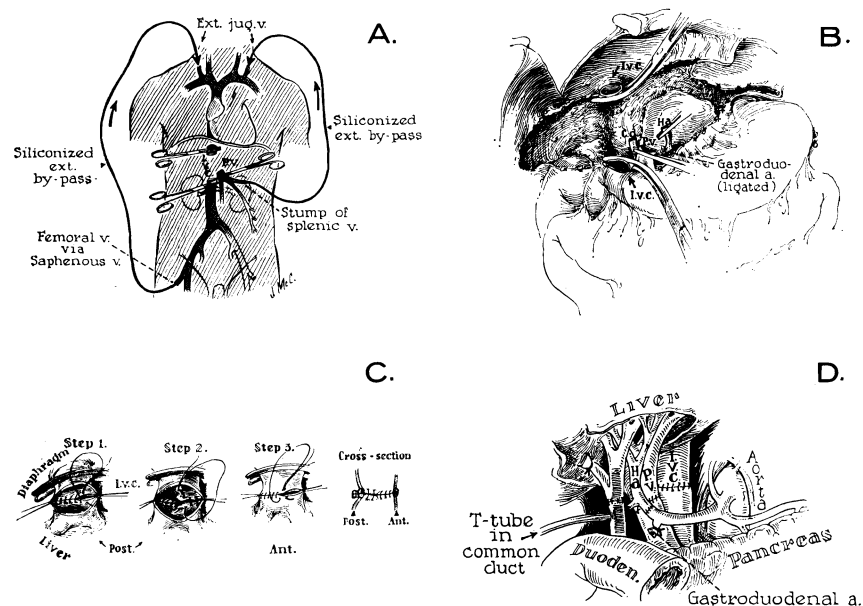 Ext. jug. v.
A.
Siliconized
ext. by-pass
Siliconized
ext.
by-pass
P.v.
Stump of
splenic v.
Femoral v.
via
Saphenous v.
McC.
B.
I.v.c.
H.a.
P.v.
Gastroduo-
denal a.
(ligated)
I.v.c.
C.
Step 1.
Step 2.
Step 3.
Cross-section
Diaphragm
I.v.c.
Liver
Post.
Ant.
Post.
Ant.
D.
Liver
H
a
P.
v.
I
V
C
Aorta
T-tube
in
common
duct
Duoden.
Pancreas
Gastroduodenal a.